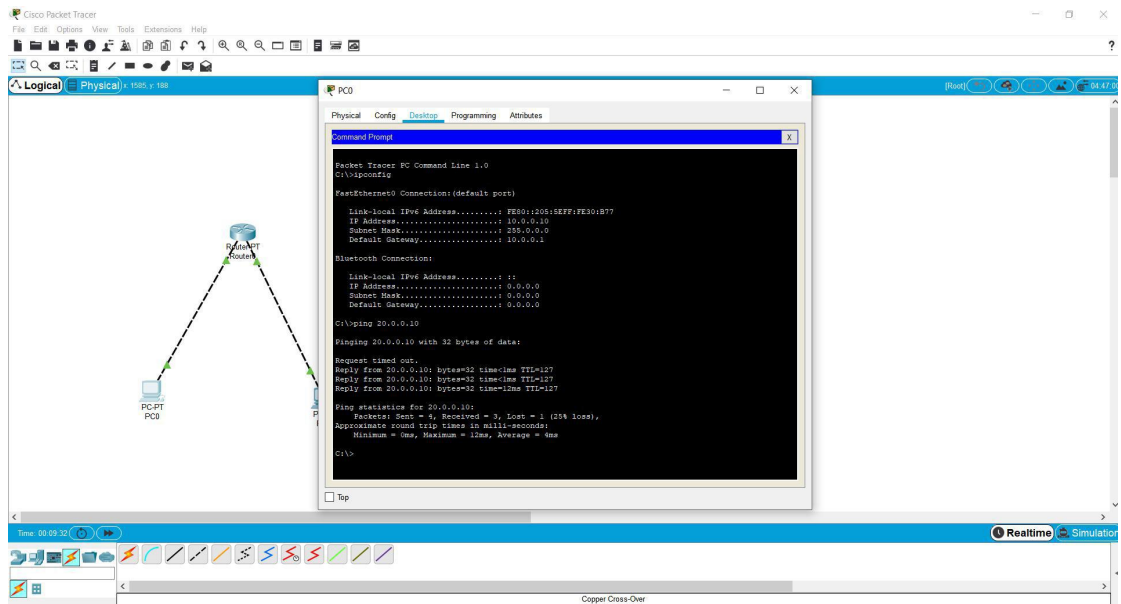 Cisco Packet Tracer
File Edit Options View Tools Extensions Help
?
Logical Physical x: 1585, y: 188
[Root]
04:47:0
PC0
Physical Config Desktop Programming Attributes
Command Prompt
X
Packet Tracer PC Command Line 1.0
C:\>ipconfig
FastEthernet0 Connection:(default port)
Link-local IPv6 Address.........: FE80::205:5EFF:FE30:B77
IP Address......................: 10.0.0.10
Subnet Mask.....................: 255.0.0.0
Default Gateway.................: 10.0.0.1
Bluetooth Connection:
Link-local IPv6 Address.........: ::
IP Address......................: 0.0.0.0
Subnet Mask.....................: 0.0.0.0
Default Gateway.................: 0.0.0.0
C:\>ping 20.0.0.10
Pinging 20.0.0.10 with 32 bytes of data:
Request timed out.
Reply from 20.0.0.10: bytes=32 time<1ms TTL=127
Reply from 20.0.0.10: bytes=32 time<1ms TTL=127
Reply from 20.0.0.10: bytes=32 time=12ms TTL=127
Ping statistics for 20.0.0.10:
Packets: Sent = 4, Received = 3, Lost = 1 (25% loss),
Approximate round trip times in milli-seconds:
Minimum = 0ms, Maximum = 12ms, Average = 4ms
C:\>
Top
Router-PT
PC-PT
PC0
P
Time: 00:09:32
Realtime
Simulation
Copper Cross-Over